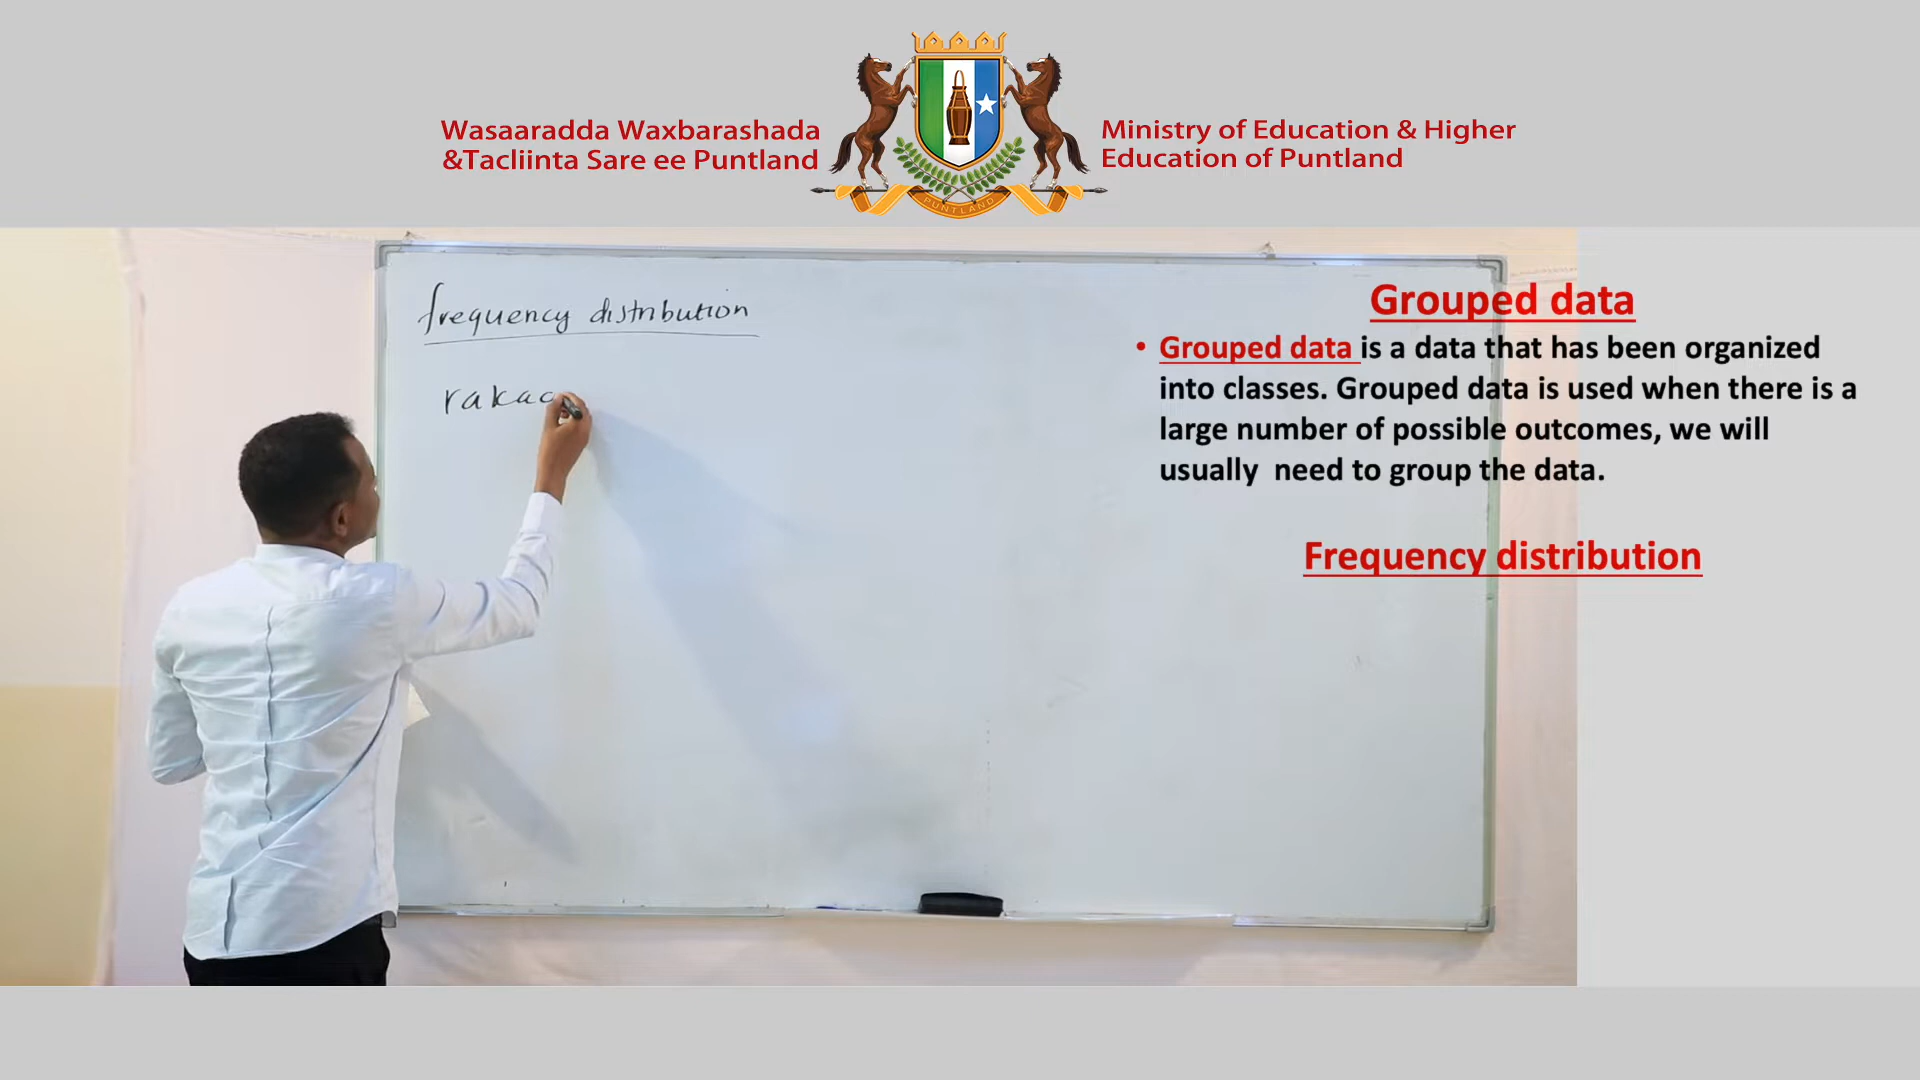 Wasaaradda Waxbarashada
&Tacliinta Sare ee Puntland
PUNTLAND
Ministry of Education & Higher
Education of Puntland
frequency distribution
rakac
Grouped data
• Grouped data is a data that has been organized
into classes. Grouped data is used when there is a
large number of possible outcomes, we will
usually need to group the data.
Frequency distribution